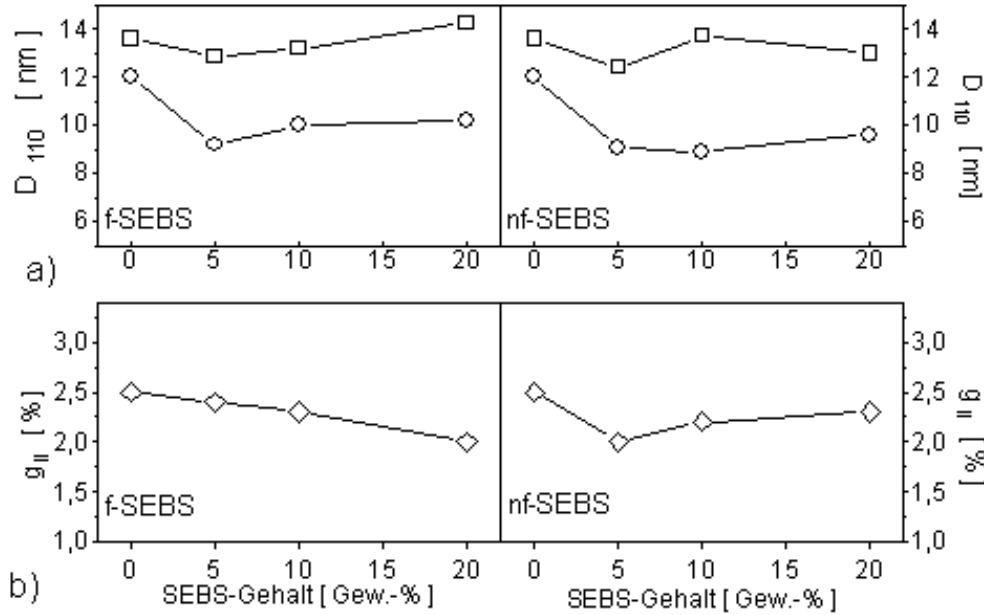 14
12
10
8
6
D 110 [ nm ]
f-SEBS
0 5 10 15 20
nf-SEBS
0 5 10 15 20
14
12
10
8
6
D 110 [ nm]
a)
3,0
2,5
2,0
1,5
1,0
g II [ % ]
f-SEBS
0 5 10 15 20
SEBS-Gehalt [ Gew.-% ]
nf-SEBS
0 5 10 15 20
SEBS-Gehalt [ Gew.-% ]
3,0
2,5
2,0
1,5
1,0
g II [ % ]
b)